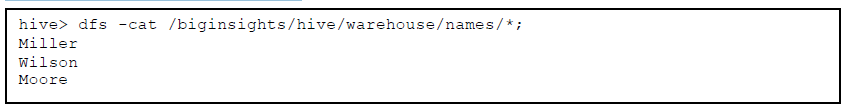 hive> dfs -cat /biginsights/hive/warehouse/names/*;
Miller
Wilson
Moore